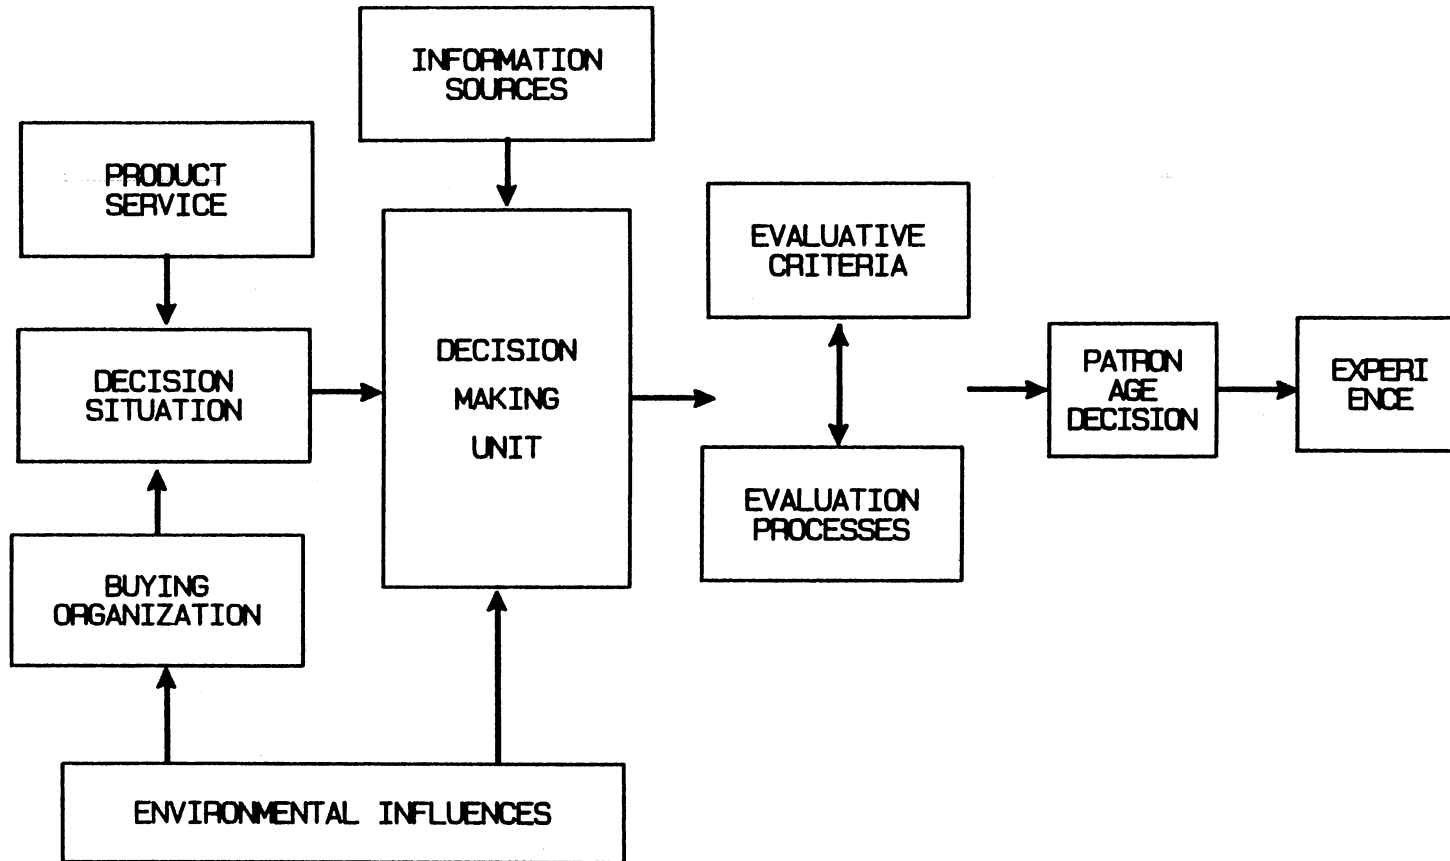 INFORMATION
SOURCES
PRODUCT
SERVICE
EVALUATIVE
CRITERIA
DECISION
MAKING
UNIT
DECISION
SITUATION
PATRON
AGE
DECISION
EXPERI
ENCE
EVALUATION
PROCESSES
BUYING
ORGANIZATION
ENVIRONMENTAL INFLUENCES